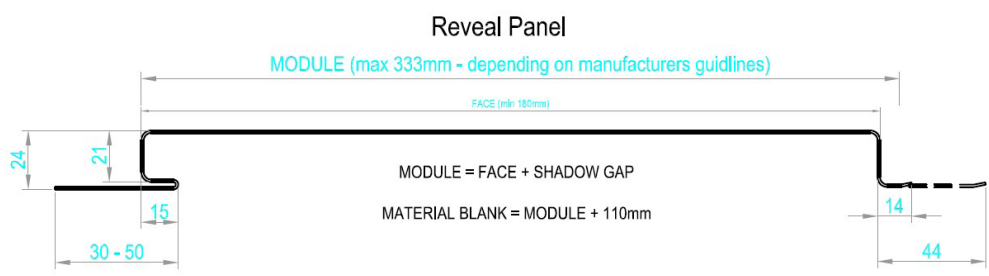 Reveal Panel
MODULE (max 333mm - depending on manufacturers guidlines)
FACE (min 180mm)
24
21
MODULE = FACE + SHADOW GAP
MATERIAL BLANK = MODULE + 110mm
15
14
30 - 50
44